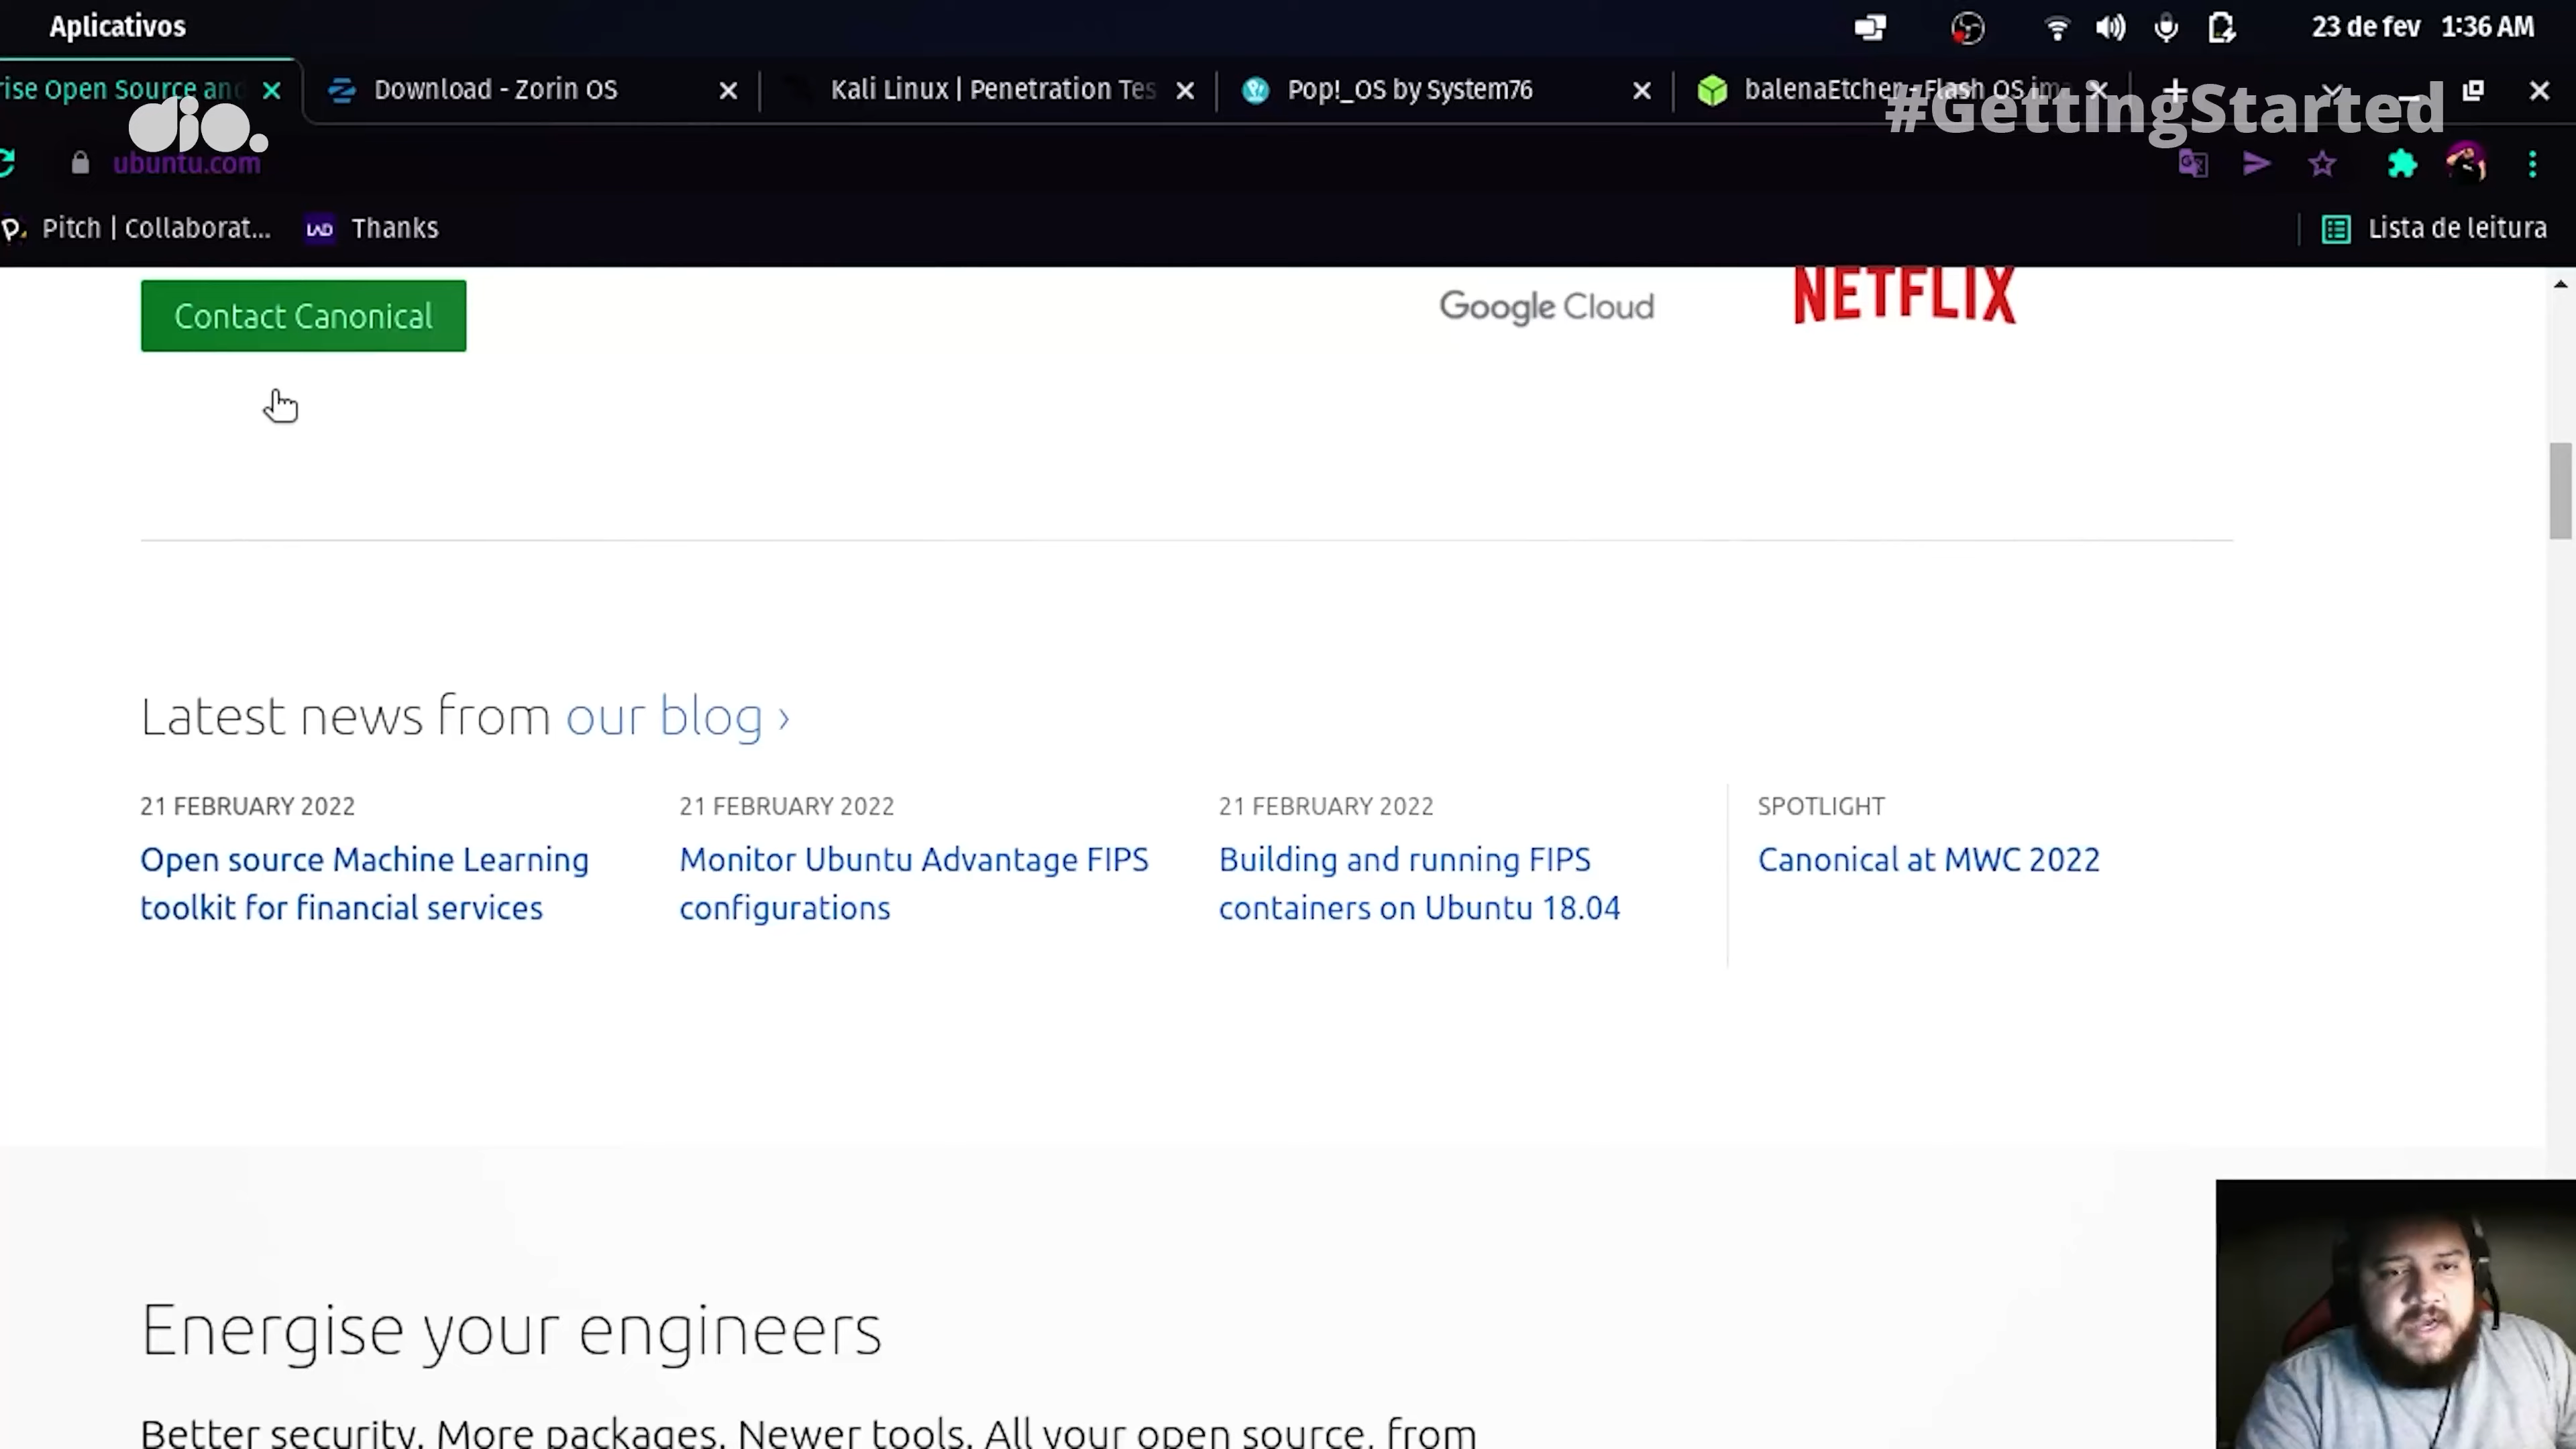 Aplicativos
23 de fev 1:36 AM
rise Open Source and
Download - Zorin OS
Kali Linux | Penetration Tes
Pop!_OS by System76
balenaEtcher - Flash OS im
#GettingStarted
dio.
ubuntu.com
Pitch | Collaborat...
LAD
Thanks
Lista de leitura
Contact Canonical
Google Cloud
NETFLIX
Latest news from our blog ›
21 FEBRUARY 2022
Open source Machine Learning
toolkit for financial services
21 FEBRUARY 2022
Monitor Ubuntu Advantage FIPS
configurations
21 FEBRUARY 2022
Building and running FIPS
containers on Ubuntu 18.04
SPOTLIGHT
Canonical at MWC 2022
Energise your engineers
Better security. More packages. Newer tools. All your open source, from